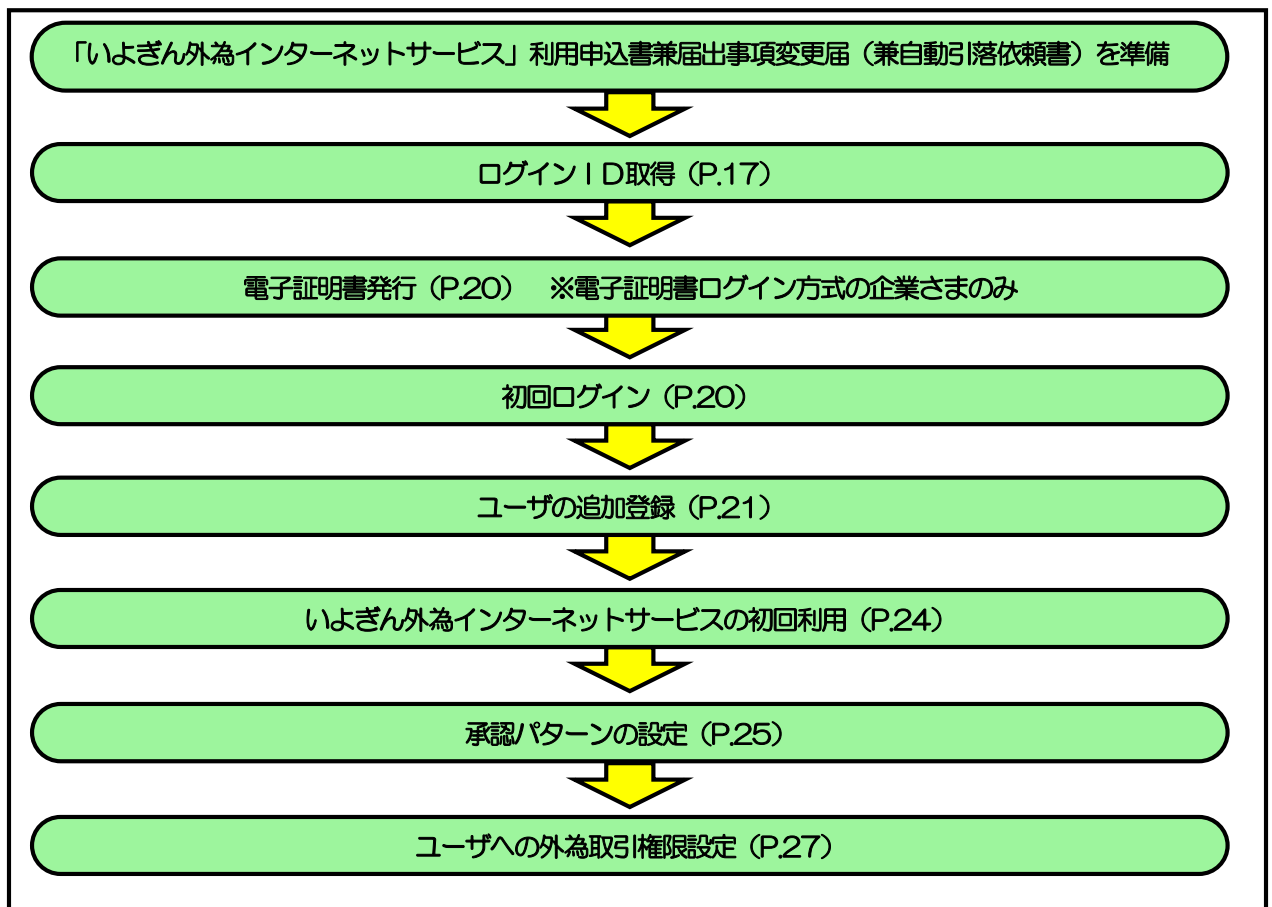 「いよぎん外為インターネットサービス」利用申込書兼届出事項変更届（兼自動引落依頼書）を準備
ログインＩＤ取得（P.17）
電子証明書発行（P.20）　※電子証明書ログイン方式の企業さまのみ
初回ログイン（P.20）
ユーザの追加登録（P.21）
いよぎん外為インターネットサービスの初回利用（P.24）
承認パターンの設定（P.25）
ユーザへの外為取引権限設定（P.27）